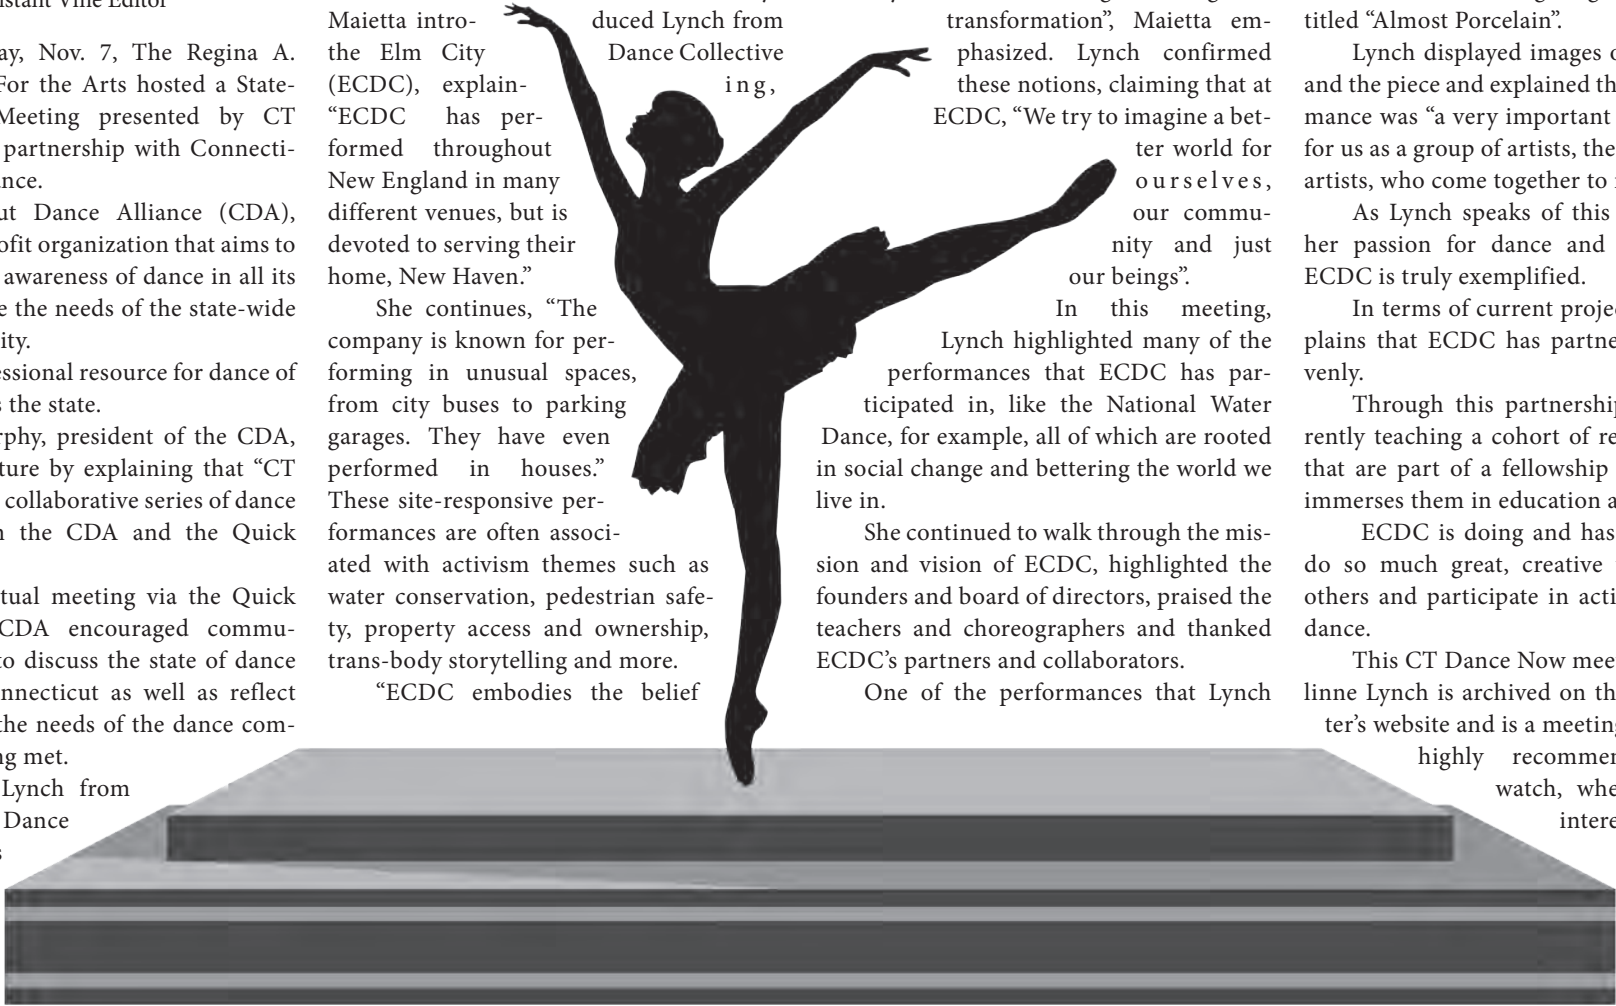 istant Vine Editor
ay, Nov. 7, The Regina A.
For the Arts hosted a State-
Meeting presented by CT
partnership with Connecti-
nce.
ut Dance Alliance (CDA),
ofit organization that aims to
awareness of dance in all its
e the needs of the state-wide
ity.
essional resource for dance of
s the state.
rphy, president of the CDA,
ture by explaining that “CT
collaborative series of dance
n the CDA and the Quick
tual meeting via the Quick
CDA encouraged commu-
to discuss the state of dance
nnecticut as well as reflect
the needs of the dance com-
ng met.
Lynch from
Dance
s
Maietta intro- duced Lynch from
the Elm City Dance Collective
(ECDC), explain- ing,
“ECDC has per-
formed throughout
New England in many
different venues, but is
devoted to serving their
home, New Haven.”
She continues, “The
company is known for per-
forming in unusual spaces,
from city buses to parking
garages. They have even
performed in houses.”
These site-responsive per-
formances are often associ-
ated with activism themes such as
water conservation, pedestrian safe-
ty, property access and ownership,
trans-body storytelling and more.
“ECDC embodies the belief
transformation”, Maietta em-
phasized. Lynch confirmed
these notions, claiming that at
ECDC, “We try to imagine a bet-
ter world for
ourselves,
our commu-
nity and just
our beings”.
In this meeting,
Lynch highlighted many of the
performances that ECDC has par-
ticipated in, like the National Water
Dance, for example, all of which are rooted
in social change and bettering the world we
live in.
She continued to walk through the mis-
sion and vision of ECDC, highlighted the
founders and board of directors, praised the
teachers and choreographers and thanked
ECDC’s partners and collaborators.
One of the performances that Lynch
titled “Almost Porcelain”.
Lynch displayed images o
and the piece and explained th
mance was “a very important
for us as a group of artists, the
artists, who come together to
As Lynch speaks of this
her passion for dance and
ECDC is truly exemplified.
In terms of current proje
plains that ECDC has partne
venly.
Through this partnership
rently teaching a cohort of re
that are part of a fellowship
immerses them in education a
ECDC is doing and has
do so much great, creative
others and participate in acti
dance.
This CT Dance Now mee
linne Lynch is archived on th
ter’s website and is a meeting
highly recommen
watch, whe
intere